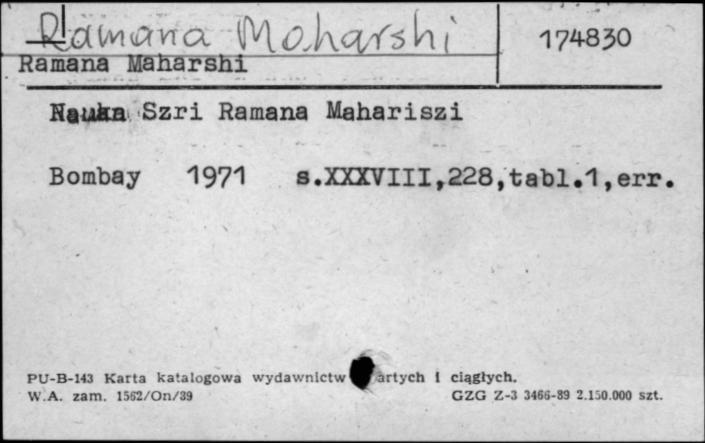 Ramana Maharshi
174830
Ramana Maharshi
Nauka Szri Ramana Mahariszi
Bombay 1971 s.XXXVIII,228,tabl.1,err.
PU-B-143 Karta katalogowa wydawnictw artych i ciągłych.
W.A. zam. 1562/On/39 GZG Z-3 3466-89 2.150.000 szt.